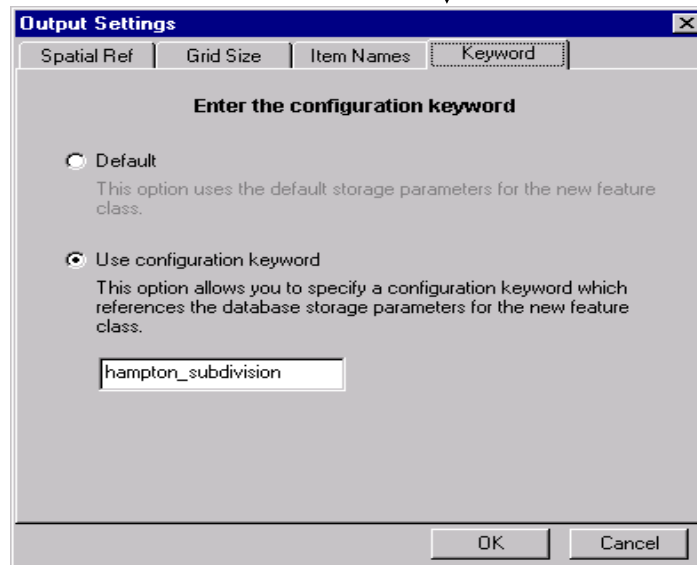 Output Settings
Spatial Ref
Grid Size
Item Names
Keyword
Enter the configuration keyword
Default
This option uses the default storage parameters for the new feature
class.
Use configuration keyword
This option allows you to specify a configuration keyword which
references the database storage parameters for the new feature
class.
hampton_subdivision
OK
Cancel